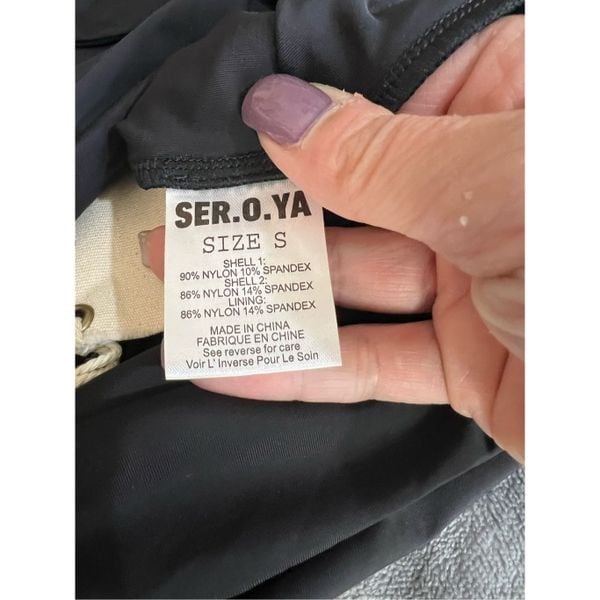 SER.O.YA
SIZE S
SHELL 1:
90% NYLON 10% SPANDEX
SHELL 2:
86% NYLON 14% SPANDEX
LINING:
86% NYLON 14% SPANDEX
MADE IN CHINA
FABRIQUE EN CHINE
See reverse for care
Voir L' Inverse Pour Le Soin